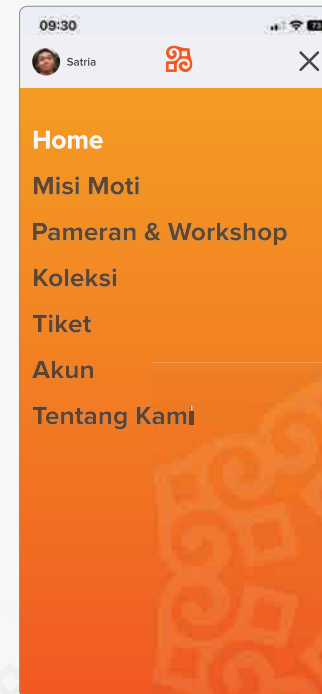 09:30
Satria
Home
Misi Moti
Pameran & Workshop
Koleksi
Tiket
Akun
Tentang Kami